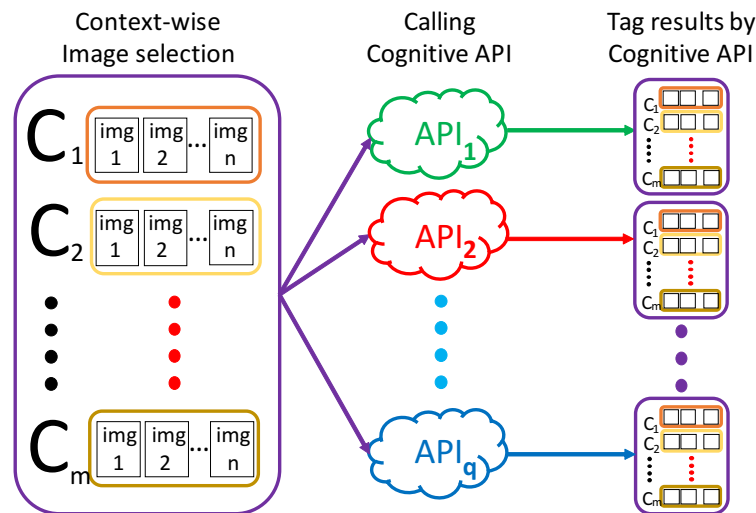 Context-wise
Image selection
Calling
Cognitive API
Tag results by
Cognitive API
C1 img 1 img 2 ... img n
C2 img 1 img 2 ... img n
Cm img 1 img 2 ... img n
API1
API2
APIq
C1
C2
Cm
C1
C2
Cm
C1
C2
Cm